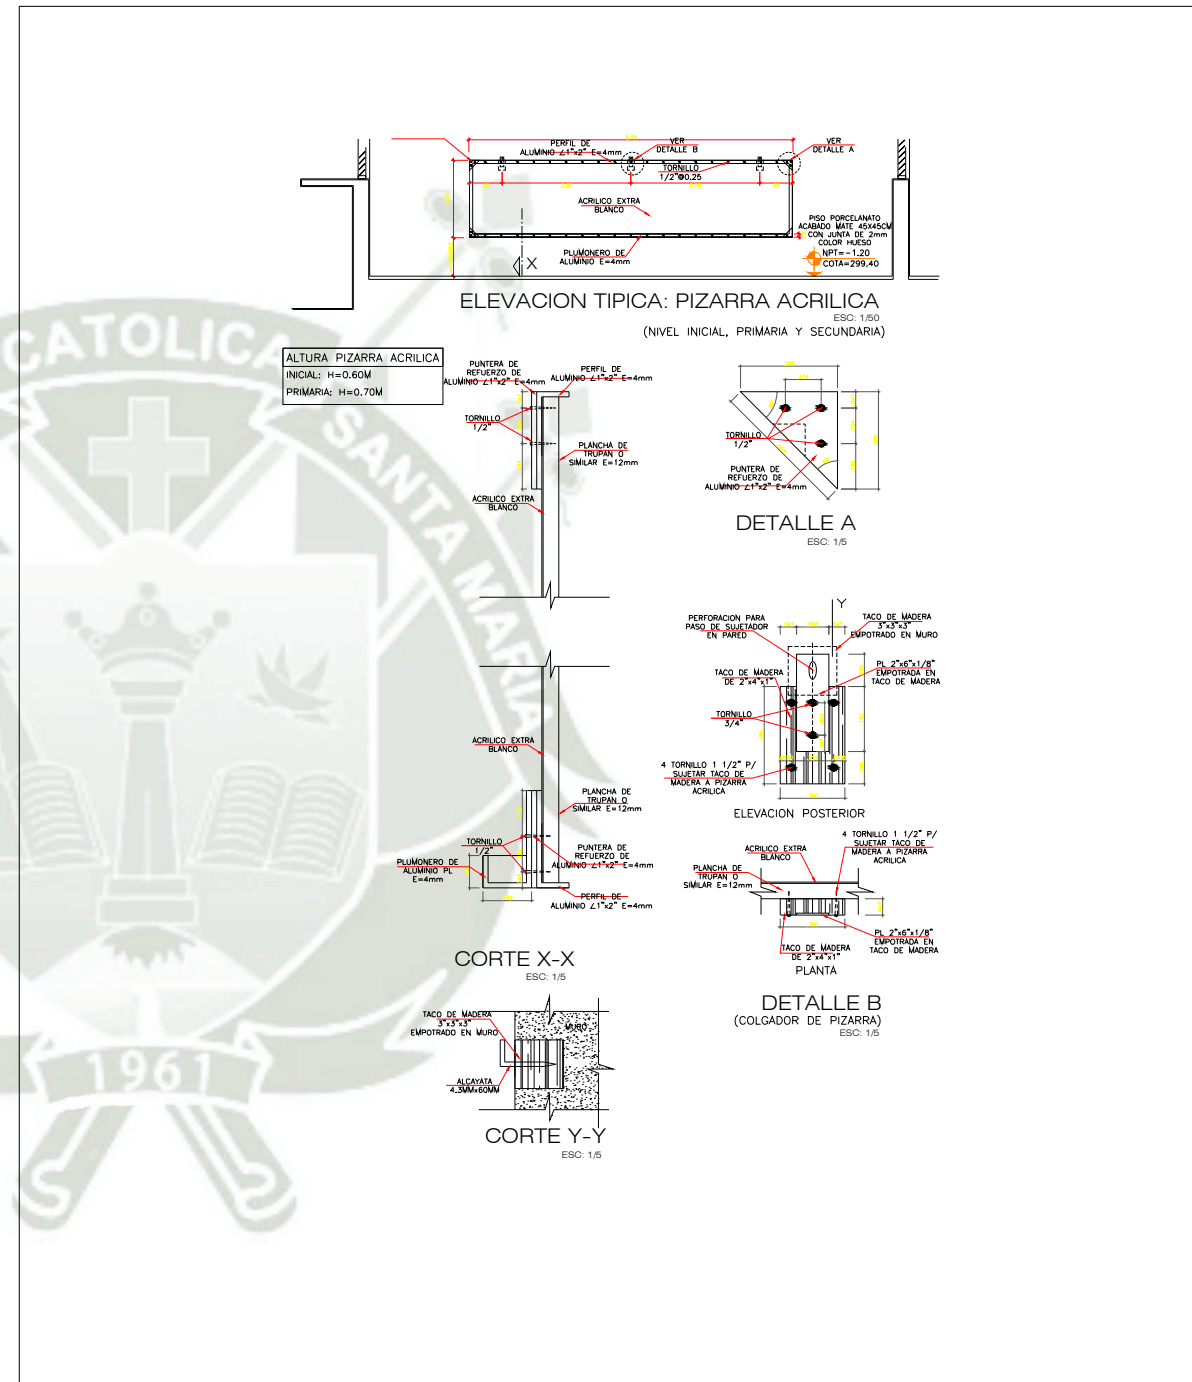 PERFIL DE
ALUMINIO ∠1"x2" E=4mm
VER
DETALLE B
VER
DETALLE A
TORNILLO
1/2"@0.25
ACRILICO EXTRA
BLANCO
PISO PORCELANATO
ACABADO MATE 45X45CM
CON JUNTA DE 2mm
COLOR HUESO
NPT=-1.20
COTA=299.40
PLUMONERO DE
ALUMINIO E=4mm
X
ELEVACION TIPICA: PIZARRA ACRILICA
ESC: 1/50
(NIVEL INICIAL, PRIMARIA Y SECUNDARIA)
ALTURA PIZARRA ACRILICA
INICIAL: H=0.60M
PRIMARIA: H=0.70M
PUNTERA DE
REFUERZO DE
ALUMINIO ∠1"x2" E=4mm
PERFIL DE
ALUMINIO ∠1"x2" E=4mm
TORNILLO
1/2"
PLANCHA DE
TRUPAN O
SIMILAR E=12mm
ACRILICO EXTRA
BLANCO
TORNILLO
1/2"
PUNTERA DE
REFUERZO DE
ALUMINIO ∠1"x2" E=4mm
DETALLE A
ESC: 1/5
ACRILICO EXTRA
BLANCO
PLANCHA DE
TRUPAN O
SIMILAR E=12mm
TORNILLO
1/2"
PUNTERA DE
REFUERZO DE
ALUMINIO ∠1"x2" E=4mm
PLUMONERO DE
ALUMINIO PL
E=4mm
PERFIL DE
ALUMINIO ∠1"x2" E=4mm
CORTE X-X
ESC: 1/5
Y
PERFORACION PARA
PASO DE SUJETADOR
EN PARED
TACO DE MADERA
3"x3"x3"
EMPOTRADO EN MURO
TACO DE MADERA
DE 2"x4"x1"
PL 2"x6"x1/8"
EMPOTRADA EN
TACO DE MADERA
TORNILLO
3/4"
4 TORNILLO 1 1/2" P/
SUJETAR TACO DE
MADERA A PIZARRA
ACRILICA
ELEVACION POSTERIOR
4 TORNILLO 1 1/2" P/
SUJETAR TACO DE
MADERA A PIZARRA
ACRILICA
ACRILICO EXTRA
BLANCO
PLANCHA DE
TRUPAN O
SIMILAR E=12mm
PL 2"x6"x1/8"
EMPOTRADA EN
TACO DE MADERA
TACO DE MADERA
DE 2"x4"x1"
PLANTA
DETALLE B
(COLGADOR DE PIZARRA)
ESC: 1/5
TACO DE MADERA
3"x3"x3"
EMPOTRADO EN MURO
MURO
ALCAYATA
4.3MMx60MM
CORTE Y-Y
ESC: 1/5
CATOLICA
SANTA MARIA
1961